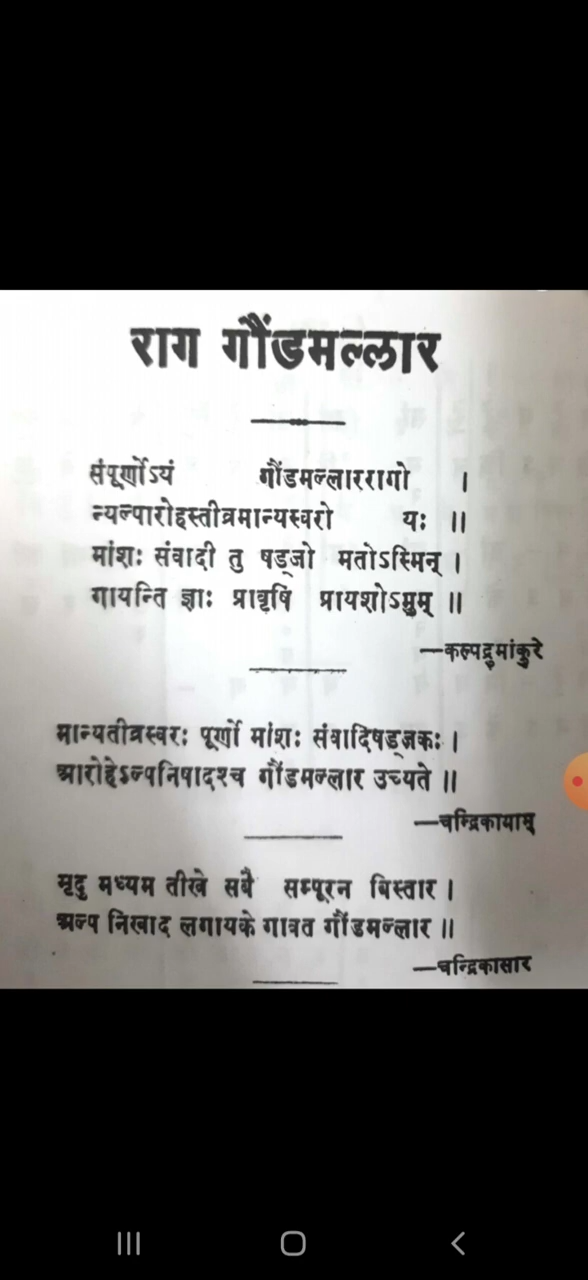 राग गौंडमल्लार
संपूर्णोऽयं गौंडमल्लाररागो ।
न्यल्पारोहस्तीव्रमान्यस्वरो यः ॥
मांशः संवादी तु षड्जो मतोऽस्मिन् ।
गायन्ति ज्ञाः प्रावृषि प्रायशोऽमुम् ॥
—कल्पद्रुमांकुरे
मान्यतीव्रस्वरः पूर्णो मांशः संवादिषड्जकः ।
आरोहेऽल्पनिषादश्च गौंडमल्लार उच्यते ॥
—चन्द्रिकायाम्
मृदु मध्यम तीखे सबै सम्पूरन बिस्तार ।
अल्प निखाद लगायके गावत गौंडमल्लार ॥
—चन्द्रिकासार